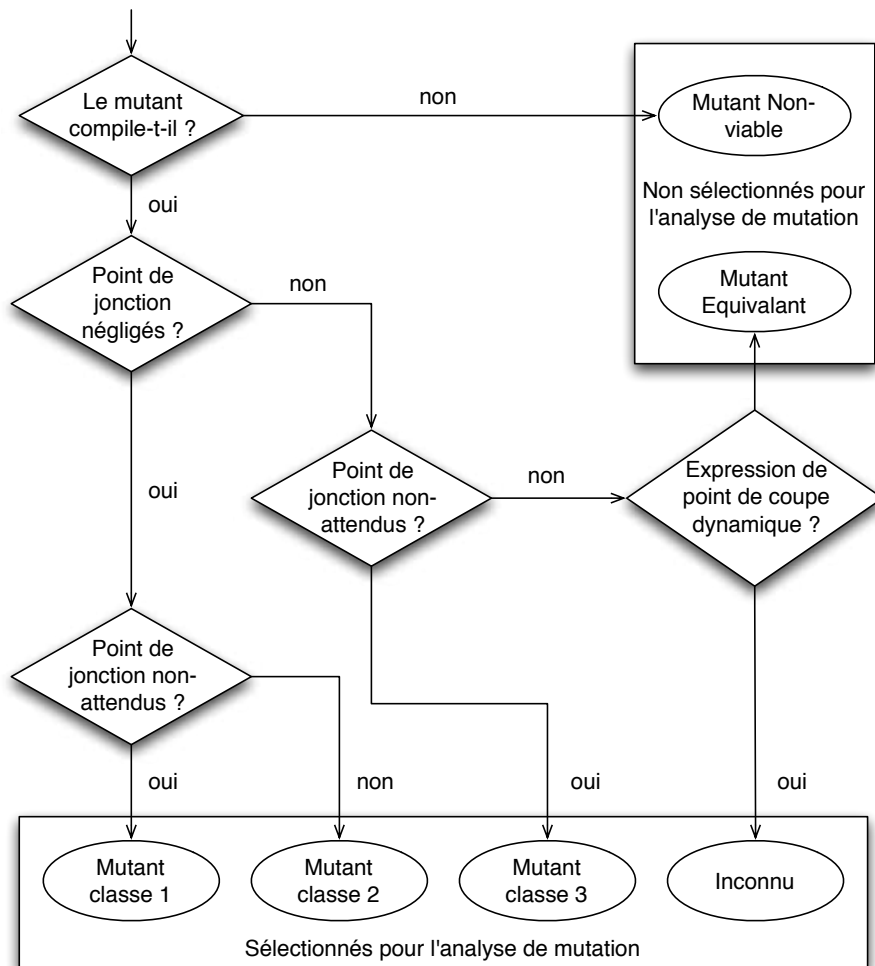 Le mutant
compile-t-il ?
non
Mutant Non-
viable
Non sélectionnés pour
l'analyse de mutation
oui
Point de
jonction
négligés ?
non
Mutant
Equivalant
Point de
jonction non-
attendus ?
non
Expression de
point de coupe
dynamique ?
oui
Point de
jonction non-
attendus ?
oui
non
oui
oui
Mutant
classe 1
Mutant
classe 2
Mutant
classe 3
Inconnu
Sélectionnés pour l'analyse de mutation